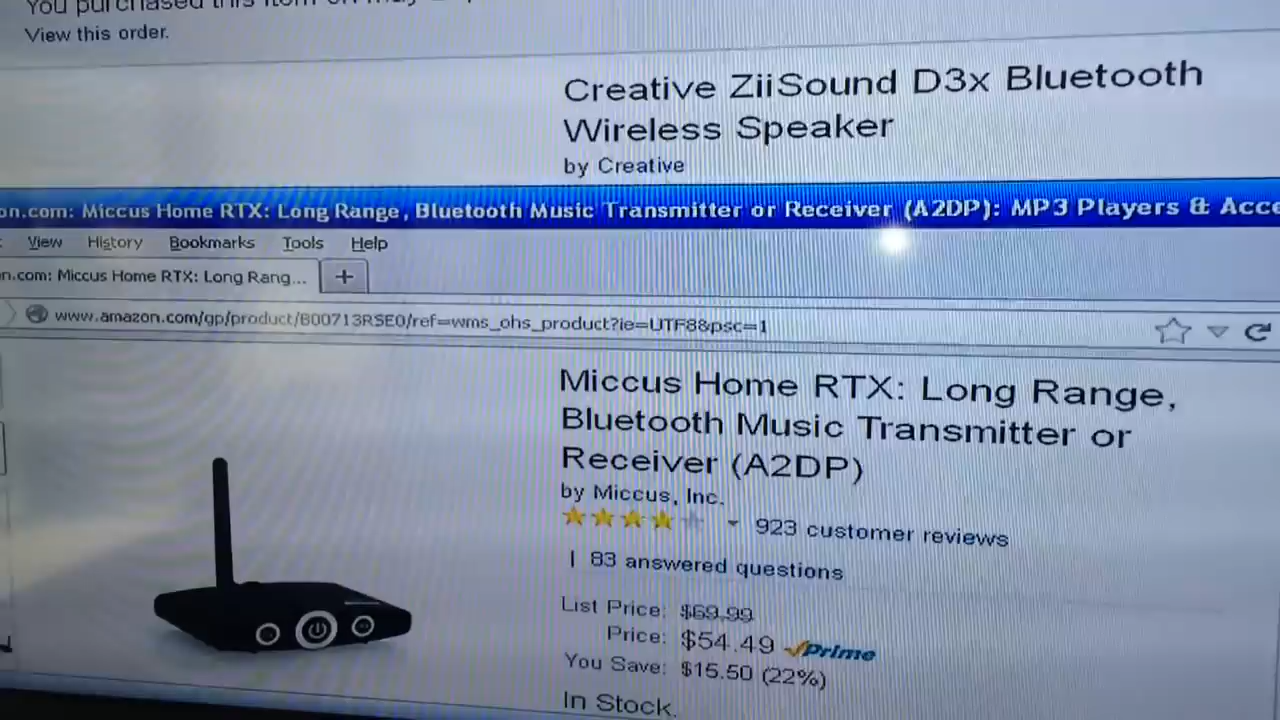 You purchased this item on May
View this order.
Creative ZiiSound D3x Bluetooth
Wireless Speaker
by Creative
on.com: Miccus Home RTX: Long Range, Bluetooth Music Transmitter or Receiver (A2DP): MP3 Players & Acce
View History Bookmarks Tools Help
n.com: Miccus Home RTX: Long Rang... +
www.amazon.com/gp/product/B00713RSE0/ref=wms_ohs_product?ie=UTF8&psc=1
Miccus Home RTX: Long Range,
Bluetooth Music Transmitter or
Receiver (A2DP)
by Miccus, Inc.
923 customer reviews
| 83 answered questions
List Price: $69.99
Price: $54.49 Prime
You Save: $15.50 (22%)
In Stock.